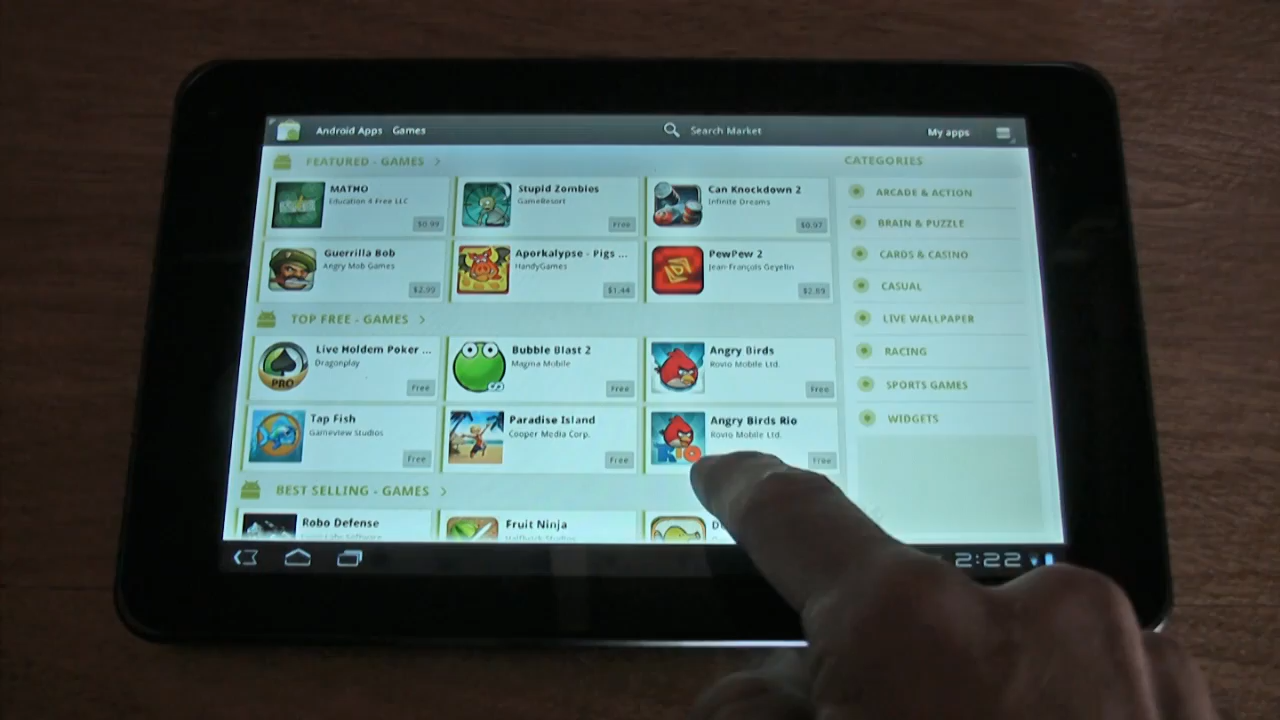 Android Apps Games
Search Market
My apps
FEATURED - GAMES
MATHO
Education 4 Free LLC
$0.99
Stupid Zombies
GameResort
Free
Can Knockdown 2
Infinite Dreams
$0.97
Guerrilla Bob
Angry Mob Games
$2.99
Aporkalypse - Pigs ...
HandyGames
$1.44
PewPew 2
Jean-François Geyelin
$2.89
TOP FREE - GAMES
Live Holdem Poker ...
Dragonplay
Free
PRO
Bubble Blast 2
Magma Mobile
Free
Angry Birds
Rovio Mobile Ltd.
Free
Tap Fish
Gameview Studios
Free
Paradise Island
Cooper Media Corp.
Free
Angry Birds Rio
Rovio Mobile Ltd.
Free
RIO
BEST SELLING - GAMES
Robo Defense
Fruit Ninja
Halfbrick Studios
CATEGORIES
ARCADE & ACTION
BRAIN & PUZZLE
CARDS & CASINO
CASUAL
LIVE WALLPAPER
RACING
SPORTS GAMES
WIDGETS
2:22